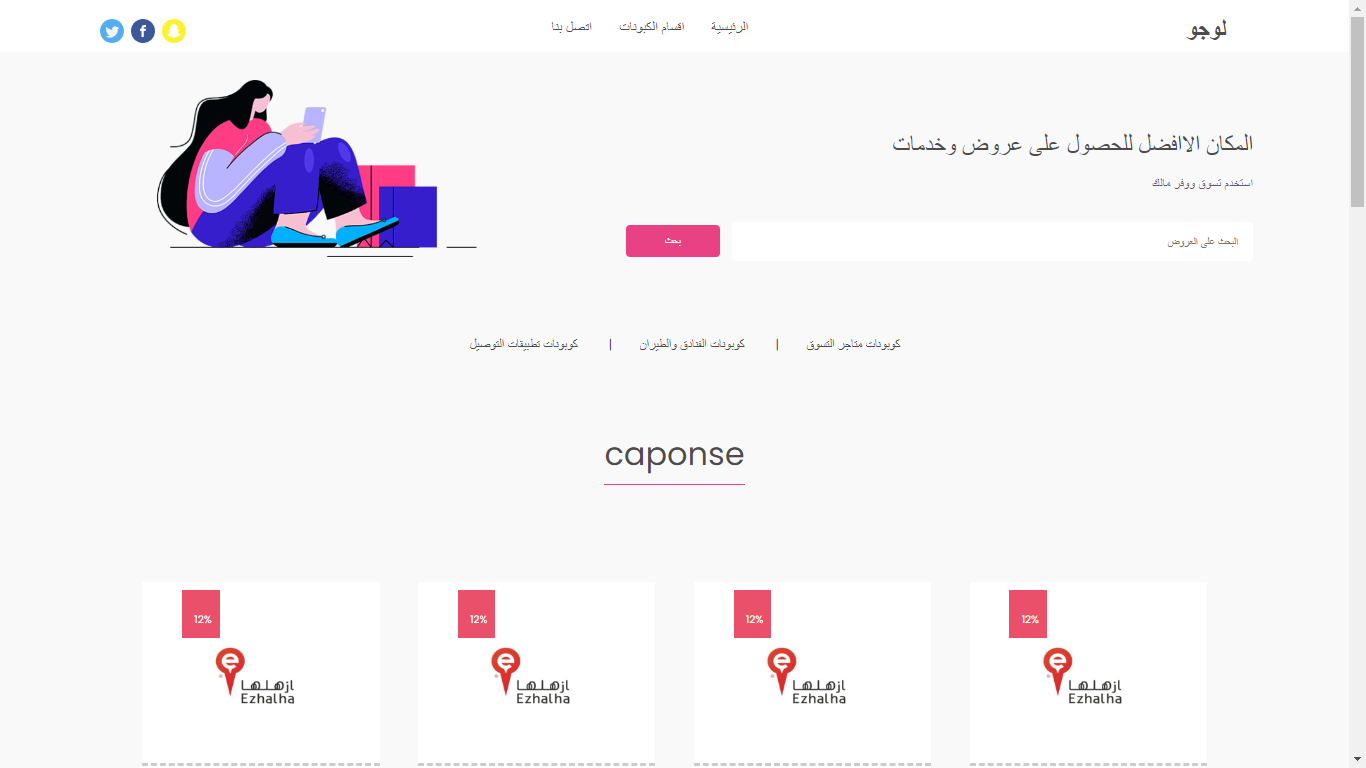 لوجو
الرئيسية
اقسام الكبونات
اتصل بنا
المكان الاافضل للحصول على عروض وخدمات
استخدم تسوق ووفر مالك
البحث على العروض
بحث
كوبونات متاجر التسوق | كوبونات الفنادق والطيران | كوبونات تطبيقات التوصيل
caponse
12%
ازهلها
Ezhalha
12%
ازهلها
Ezhalha
12%
ازهلها
Ezhalha
12%
ازهلها
Ezhalha